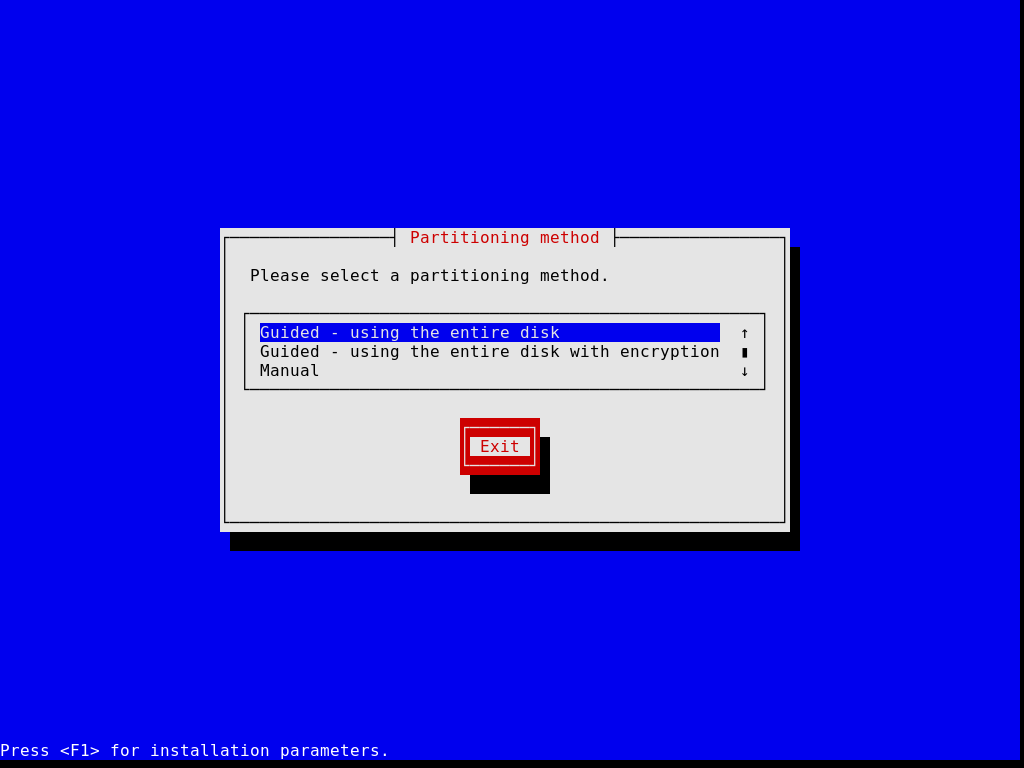 Partitioning method
Please select a partitioning method.
Guided - using the entire disk ↑
Guided - using the entire disk with encryption ▮
Manual ↓
Exit
Press <F1> for installation parameters.